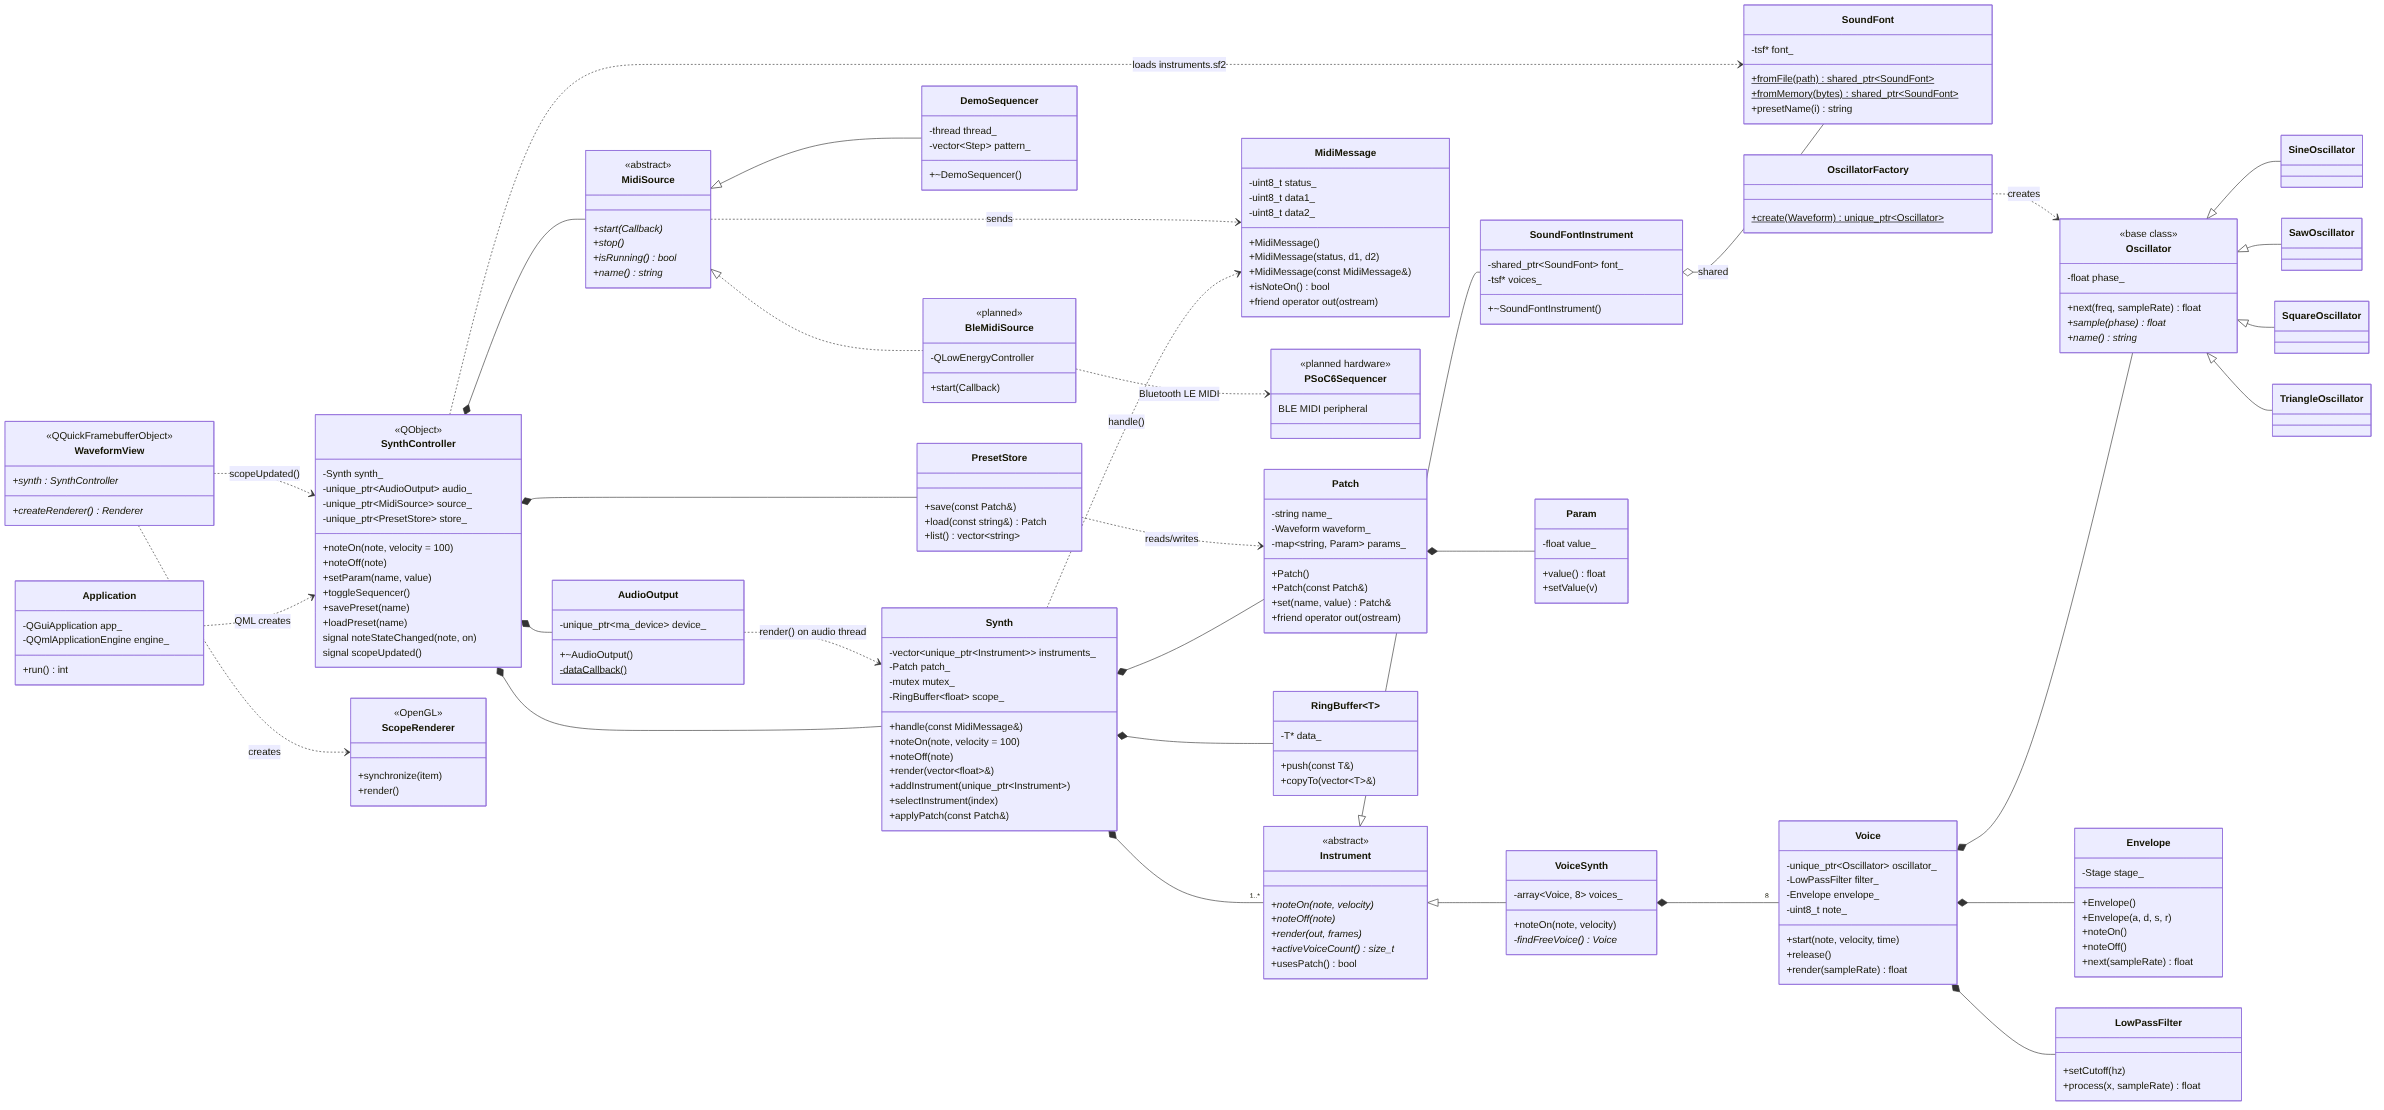 SoundFont
-tsf* font_
+fromFile(path) : shared_ptr<SoundFont>
+fromMemory(bytes) : shared_ptr<SoundFont>
+presetName(i) : string
loads instruments.sf2
DemoSequencer
-thread thread_
-vector<Step> pattern_
+~DemoSequencer()
«abstract»
MidiSource
+start(Callback)
+stop()
+isRunning() : bool
+name() : string
sends
MidiMessage
-uint8_t status_
-uint8_t data1_
-uint8_t data2_
+MidiMessage()
+MidiMessage(status, d1, d2)
+MidiMessage(const MidiMessage&)
+isNoteOn() : bool
+friend operator out(ostream)
OscillatorFactory
+create(Waveform) : unique_ptr<Oscillator>
creates
SineOscillator
SawOscillator
SquareOscillator
TriangleOscillator
«base class»
Oscillator
-float phase_
+next(freq, sampleRate) : float
+sample(phase) : float
+name() : string
SoundFontInstrument
-shared_ptr<SoundFont> font_
-tsf* voices_
+~SoundFontInstrument()
shared
«planned»
BleMidiSource
-QLowEnergyController
+start(Callback)
Bluetooth LE MIDI
«planned hardware»
PSoC6Sequencer
BLE MIDI peripheral
handle()
«QQuickFramebufferObject»
WaveformView
+synth : SynthController
+createRenderer() : Renderer
scopeUpdated()
«QObject»
SynthController
-Synth synth_
-unique_ptr<AudioOutput> audio_
-unique_ptr<MidiSource> source_
-unique_ptr<PresetStore> store_
+noteOn(note, velocity = 100)
+noteOff(note)
+setParam(name, value)
+toggleSequencer()
+savePreset(name)
+loadPreset(name)
signal noteStateChanged(note, on)
signal scopeUpdated()
PresetStore
+save(const Patch&)
+load(const string&) : Patch
+list() : vector<string>
reads/writes
Patch
-string name_
-Waveform waveform_
-map<string, Param> params_
+Patch()
+Patch(const Patch&)
+set(name, value) : Patch&
+friend operator out(ostream)
Param
-float value_
+value() : float
+setValue(v)
Application
-QGuiApplication app_
-QQmlApplicationEngine engine_
+run() : int
QML creates
AudioOutput
-unique_ptr<ma_device> device_
+~AudioOutput()
-dataCallback()
render() on audio thread
Synth
-vector<unique_ptr<Instrument>> instruments_
-Patch patch_
-mutex mutex_
-RingBuffer<float> scope_
+handle(const MidiMessage&)
+noteOn(note, velocity = 100)
+noteOff(note)
+render(vector<float>&)
+addInstrument(unique_ptr<Instrument>)
+selectInstrument(index)
+applyPatch(const Patch&)
creates
«OpenGL»
ScopeRenderer
+synchronize(item)
+render()
RingBuffer<T>
-T* data_
+push(const T&)
+copyTo(vector<T>&)
1..*
«abstract»
Instrument
+noteOn(note, velocity)
+noteOff(note)
+render(out, frames)
+activeVoiceCount() : size_t
+usesPatch() : bool
VoiceSynth
-array<Voice, 8> voices_
+noteOn(note, velocity)
-findFreeVoice() : Voice
8
Voice
-unique_ptr<Oscillator> oscillator_
-LowPassFilter filter_
-Envelope envelope_
-uint8_t note_
+start(note, velocity, time)
+release()
+render(sampleRate) : float
Envelope
-Stage stage_
+Envelope()
+Envelope(a, d, s, r)
+noteOn()
+noteOff()
+next(sampleRate) : float
LowPassFilter
+setCutoff(hz)
+process(x, sampleRate) : float